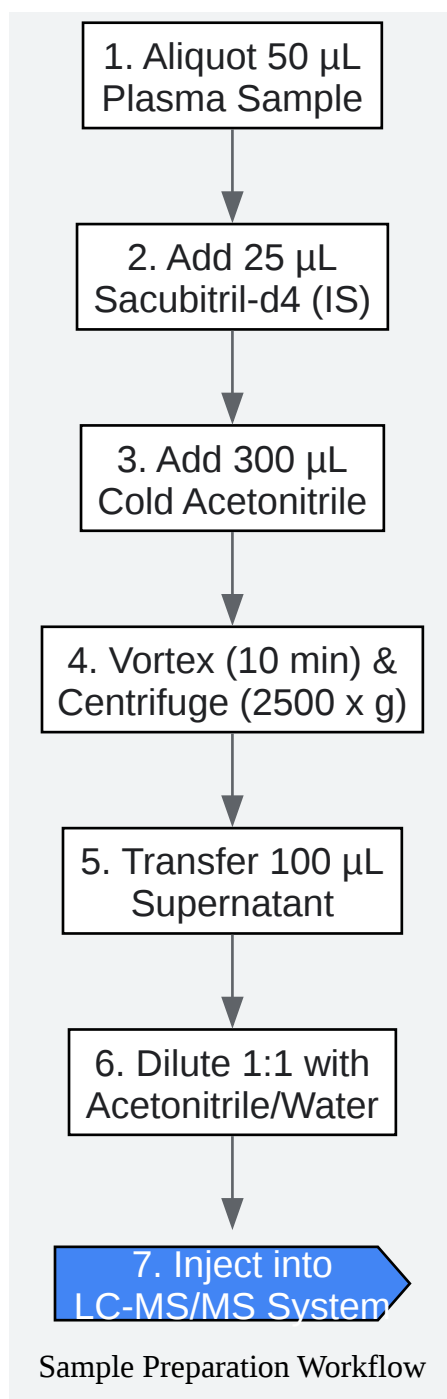 1. Aliquot 50 µL
Plasma Sample
2. Add 25 µL
Sacubitril-d4 (IS)
3. Add 300 µL
Cold Acetonitrile
4. Vortex (10 min) &
Centrifuge (2500 x g)
5. Transfer 100 µL
Supernatant
6. Dilute 1:1 with
Acetonitrile/Water
7. Inject into
LC-MS/MS System
Sample Preparation Workflow